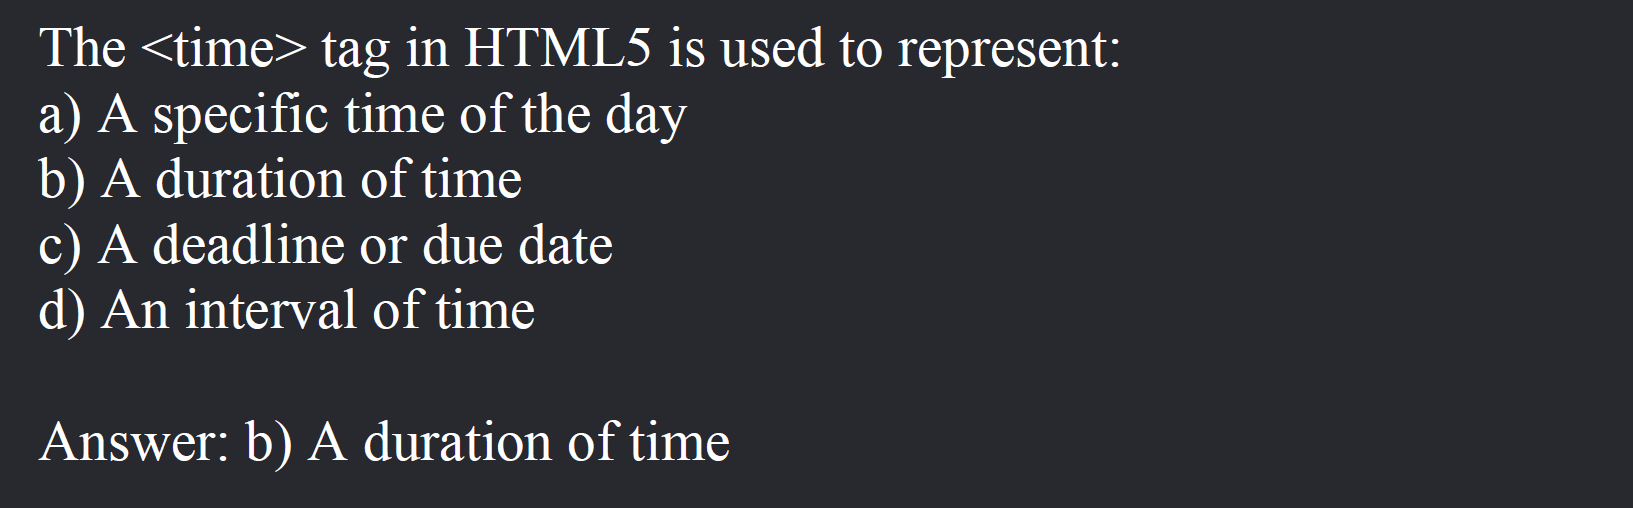 The <time> tag in HTML5 is used to represent:
a) A specific time of the day
b) A duration of time
c) A deadline or due date
d) An interval of time
Answer: b) A duration of time